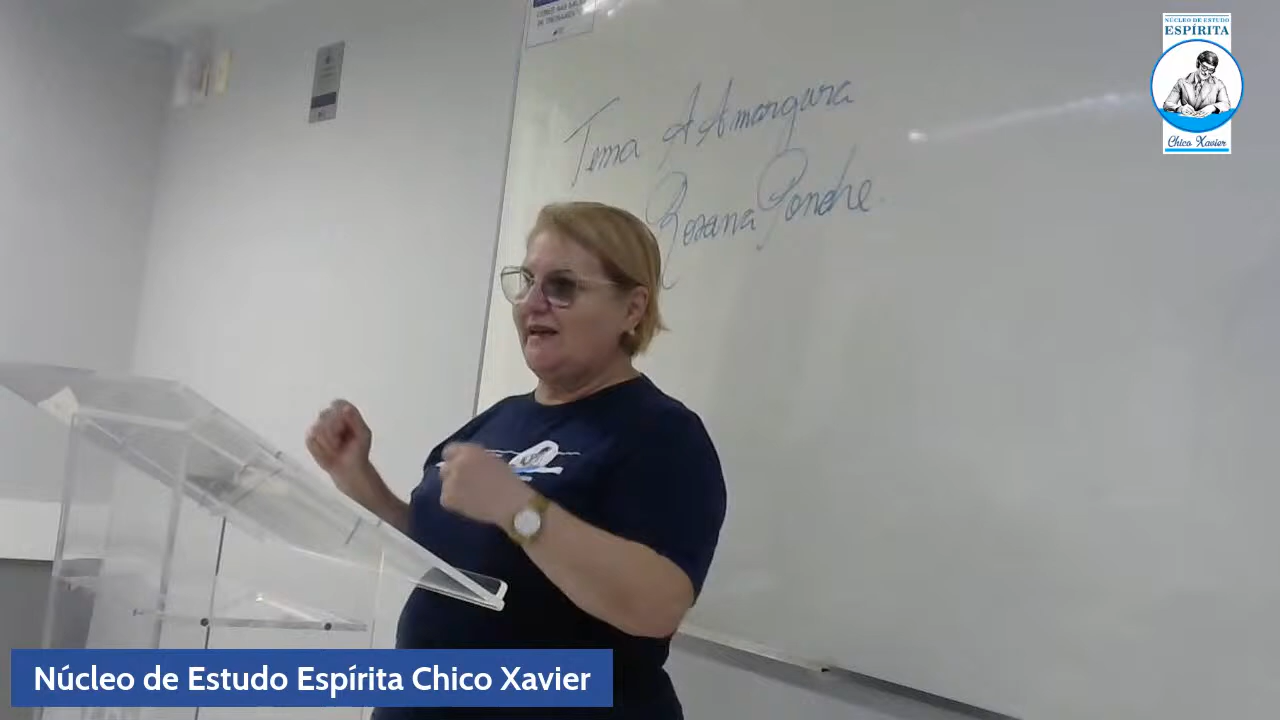 NÚCLEO DE ESTUDO
ESPÍRITA
Chico Xavier
Tema A Amargura
Rosana Ponche.
Núcleo de Estudo Espírita Chico Xavier